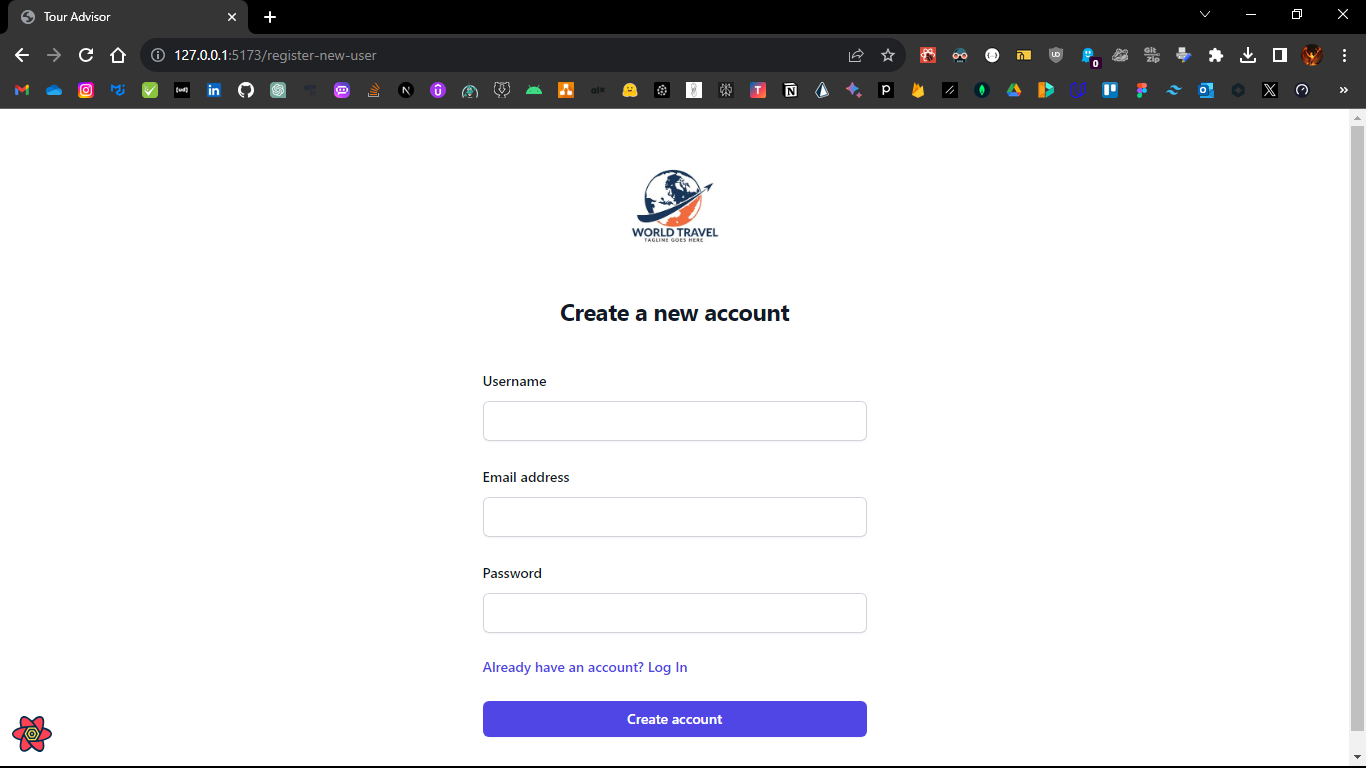 Tour Advisor
127.0.0.1:5173/register-new-user
WORLD TRAVEL
TAGLINE GOES HERE
Create a new account
Username
Email address
Password
Already have an account? Log In
Create account